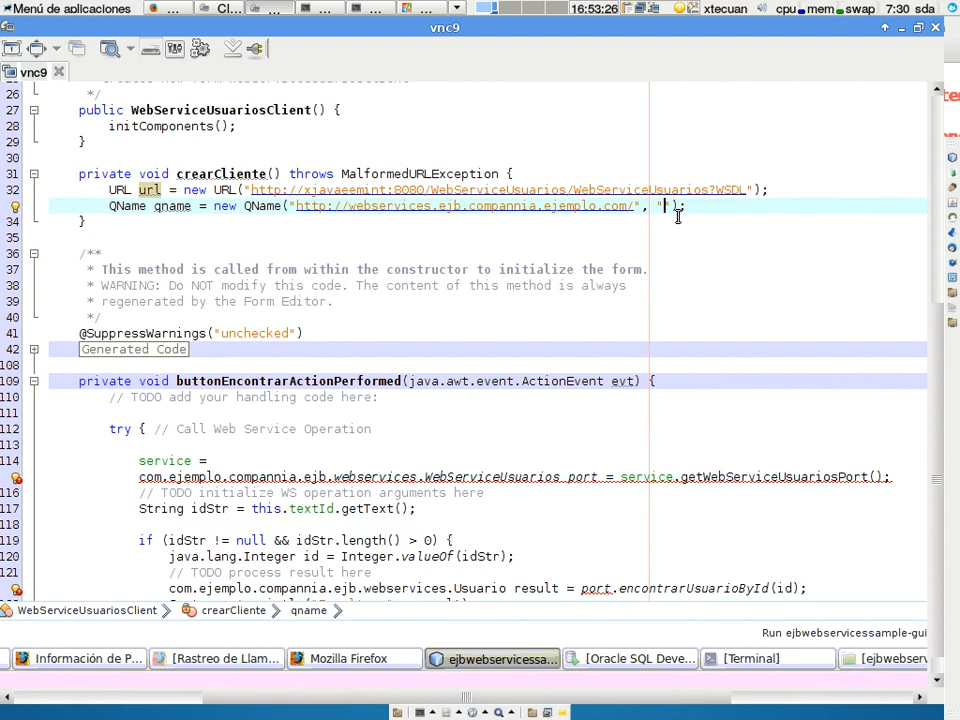 Menú de aplicaciones
Cl...
...
...
...
...
16:53:26
xtecuan
cpu
mem
swap
7:30
sda
vnc9
vnc9
26 */
27 public WebServiceUsuariosClient() {
28 initComponents();
29 }
30
31 private void crearCliente() throws MalformedURLException {
32 URL url = new URL("http://xjavaeemint:8080/WebServiceUsuarios/WebServiceUsuarios?WSDL");
QName qname = new QName("http://webservices.ejb.compannia.ejemplo.com/", "");
34 }
35
36 /**
37 * This method is called from within the constructor to initialize the form.
38 * WARNING: Do NOT modify this code. The content of this method is always
39 * regenerated by the Form Editor.
40 */
41 @SuppressWarnings("unchecked")
42 Generated Code
108
109 private void buttonEncontrarActionPerformed(java.awt.event.ActionEvent evt) {
110 // TODO add your handling code here:
111
112 try { // Call Web Service Operation
113
114 service =
com.ejemplo.compannia.ejb.webservices.WebServiceUsuarios port = service.getWebServiceUsuariosPort();
116 // TODO initialize WS operation arguments here
117 String idStr = this.textId.getText();
118
119 if (idStr != null && idStr.length() > 0) {
120 java.lang.Integer id = Integer.valueOf(idStr);
121 // TODO process result here
com.ejemplo.compannia.ejb.webservices.Usuario result = port.encontrarUsuarioById(id);
WebServiceUsuariosClient
crearCliente
qname
Run ejbwebservicessample-gui
Información de P...
[Rastreo de Llam...
Mozilla Firefox
ejbwebservicessa...
[Oracle SQL Deve...
[Terminal]
[ejbwebservi